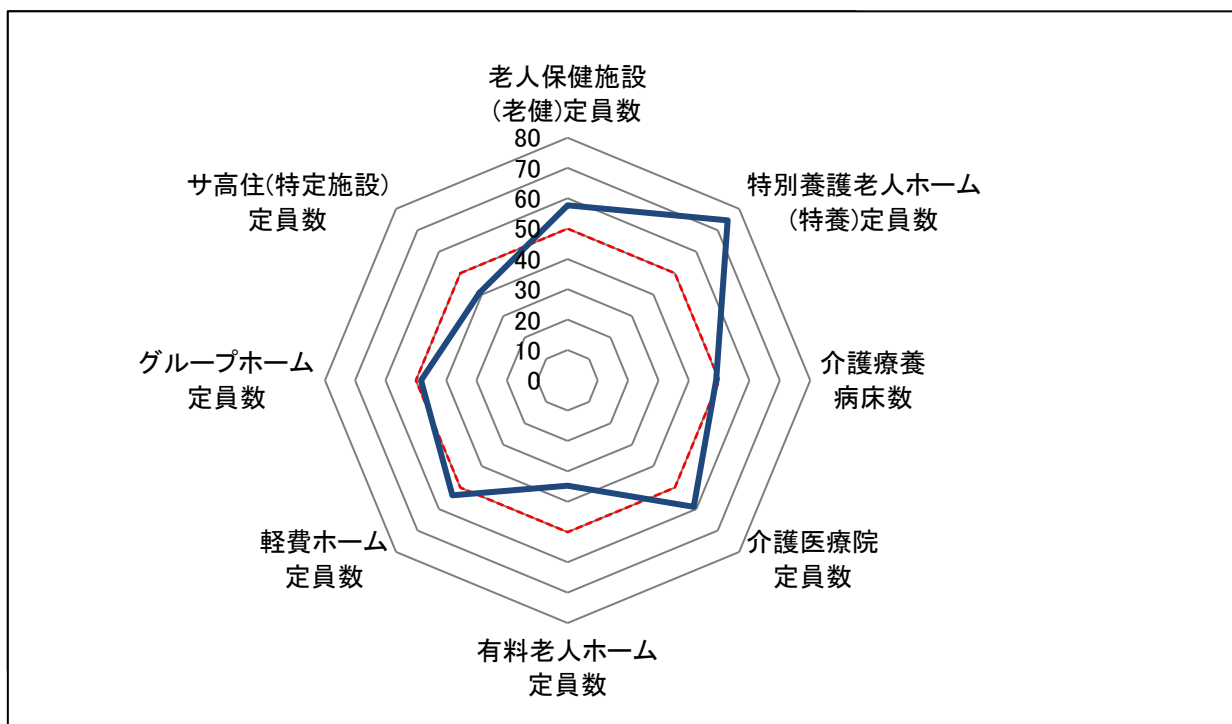 老人保健施設
(老健)定員数
特別養護老人ホーム
(特養)定員数
介護療養
病床数
介護医療院
定員数
有料老人ホーム
定員数
軽費ホーム
定員数
グループホーム
定員数
サ高住(特定施設)
定員数
80
70
60
50
40
30
20
10
0